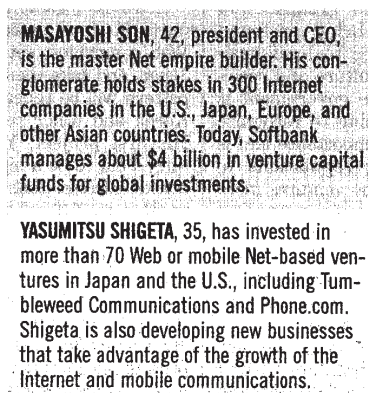 MASAYOSHI SON, 42, president and CEO,
is the master Net empire builder. His con-
glomerate holds stakes in 300 Internet
companies in the U.S., Japan, Europe, and
other Asian countries. Today, Softbank
manages about $4 billion in venture capital
funds for global investments.
YASUMITSU SHIGETA, 35, has invested in
more than 70 Web or mobile Net-based ven-
tures in Japan and the U.S., including Tum-
bleweed Communications and Phone.com.
Shigeta is also developing new businesses
that take advantage of the growth of the
Internet and mobile communications.